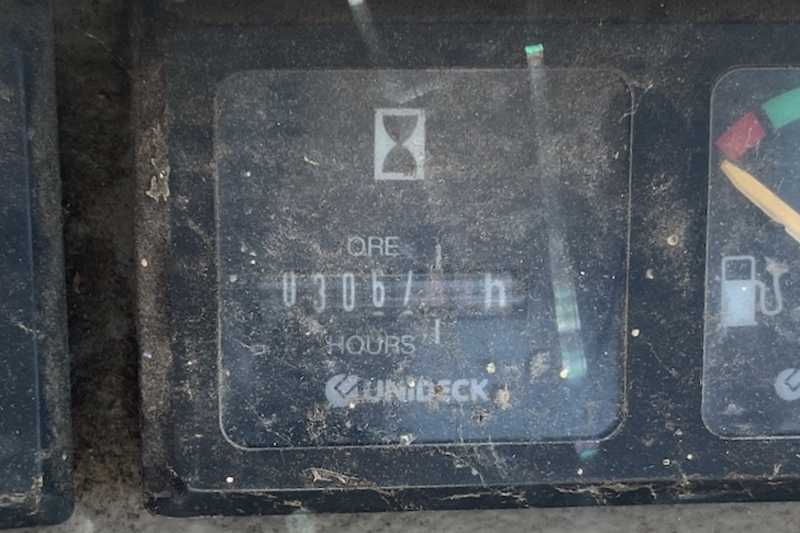 ORE
0306/ h
HOURS
UNIDECK